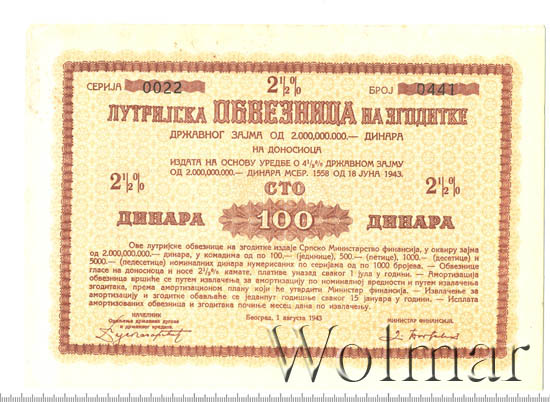 СЕРИЈА 0022 2½% БРОЈ 0441
ЛУТРИЈСКА ОБВЕЗНИЦА НА ЗГОДИТКЕ
ДРЖАВНОГ ЗАЈМА ОД 2.000,000.000.— ДИНАРА
НА ДОНОСИОЦА
ИЗДАТА НА ОСНОВУ УРЕДБЕ О 4½% ДРЖАВНОМ ЗАЈМУ
ОД 2.000,000.000.— ДИНАРА МСБР. 1558 ОД 18 ЈУНА 1943.
2½% СТО 2½%
ДИНАРА 100 ДИНАРА
Ове лутријске обвезнице на згодитке издаје Српско Министарство финансија, у оквиру зајма
од 2.000,000.000.— динара, у комадима од по 100.— (јединице), 500.— (петице), 1000.— (десетице) и
5000.— (педесетице) номиналних динара нумерисаних по серијама од по 1000 бројева. — Обвезнице
гласе на доносиоца и носе 2½% камате, плативе уназад сваког 1 јула у години. — Амортизација
обвезница вршиће се путем извлачења за амортизацију по номиналној вредности и путем извлачења
згодитака, према амортизационом плану који ће утврдити Министар финансија. — Извлачење за
амортизацију и згодитке обављаће се једанпут годишње сваког 15 јануара у години. — Исплата
амортизованих обвезница и згодитака почиње месец дана по извлачењу.
Београд, 1 августа 1943
НАЧЕЛНИК
Одељења државних дугова
и државног кредита,
МИНИСТАР ФИНАНСИЈА,
Wolmar